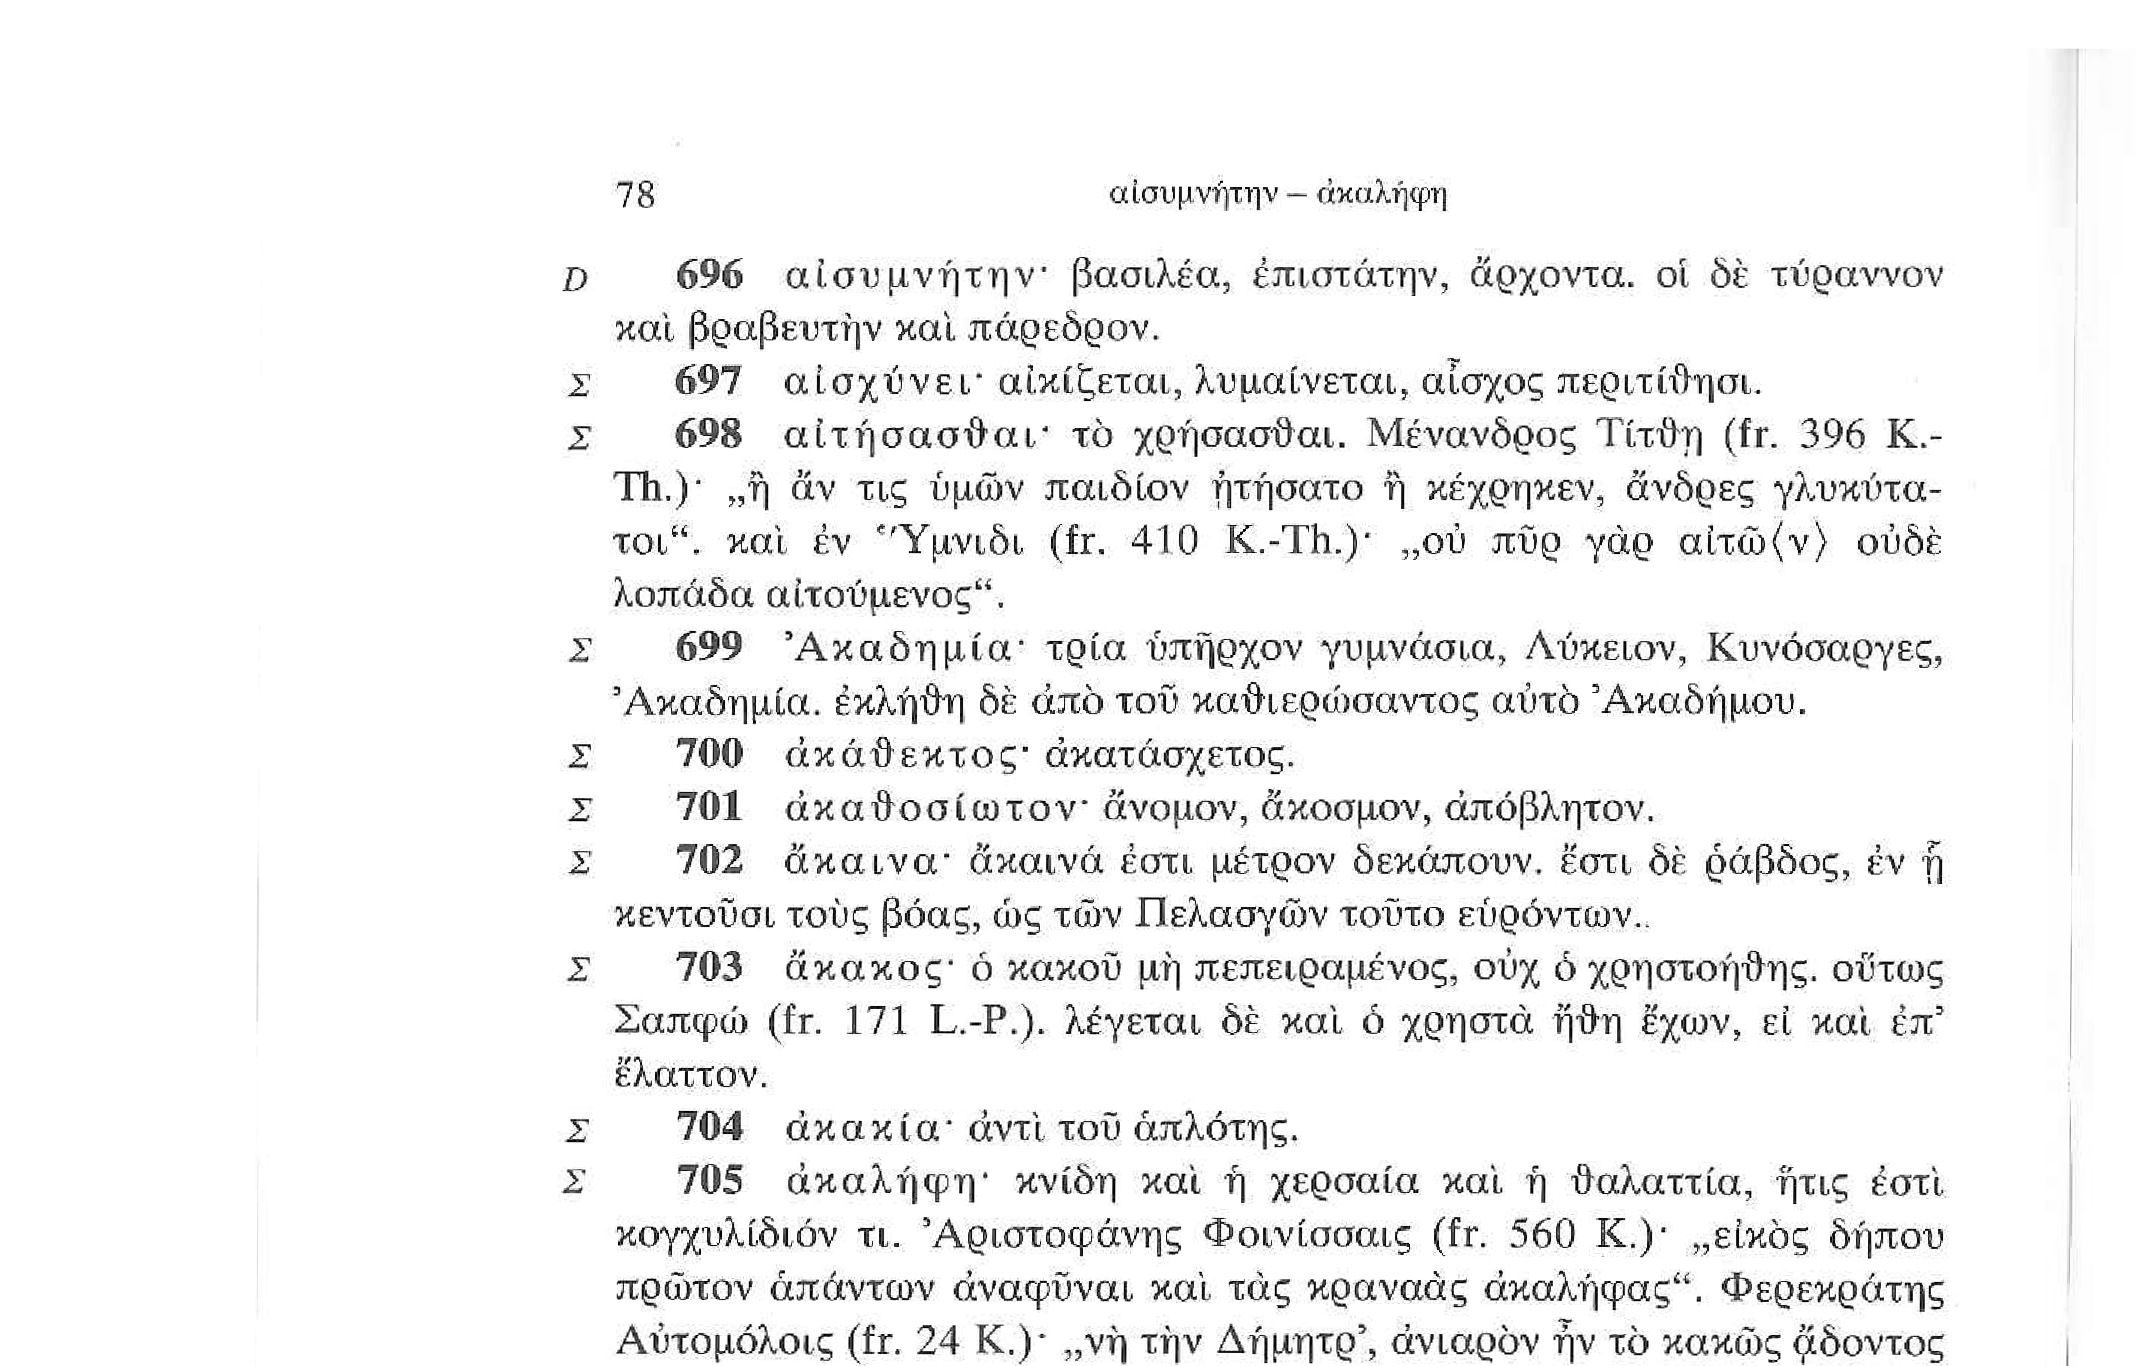 78 αἰσυμνήτην – ἀκαλήφη
D 696 αἰσυμνήτην· βασιλέα, ἐπιστάτην, ἄρχοντα. οἱ δὲ τύραννον
καὶ βραβευτὴν καὶ πάρεδρον.
Σ 697 αἰσχύνει· αἰκίζεται, λυμαίνεται, αἶσχος περιτίθησι.
Σ 698 αἰτήσασθαι· τὸ χρήσασθαι. Μένανδρος Τίτθῃ (fr. 396 K.-
Th.)· „ἢ ἄν τις ὑμῶν παιδίον ᾐτήσατο ἢ κέχρηκεν, ἄνδρες γλυκύτα-
τοι“. καὶ ἐν Ὕμνιδι (fr. 410 K.-Th.)· „οὐ πῦρ γὰρ αἰτῶ⟨ν⟩ οὐδὲ
λοπάδα αἰτούμενος“.
Σ 699 Ἀκαδημία· τρία ὑπῆρχον γυμνάσια, Λύκειον, Κυνόσαργες,
Ἀκαδημία. ἐκλήθη δὲ ἀπὸ τοῦ καθιερώσαντος αὐτὸ Ἀκαδήμου.
Σ 700 ἀκάθεκτος· ἀκατάσχετος.
Σ 701 ἀκαθοσίωτον· ἄνομον, ἄκοσμον, ἀπόβλητον.
Σ 702 ἄκαινα· ἄκαινά ἐστι μέτρον δεκάπουν. ἔστι δὲ ῥάβδος, ἐν ᾗ
κεντοῦσι τοὺς βόας, ὡς τῶν Πελασγῶν τοῦτο εὑρόντων..
Σ 703 ἄκακος· ὁ κακοῦ μὴ πεπειραμένος, οὐχ ὁ χρηστοήθης. οὕτως
Σαπφώ (fr. 171 L.-P.). λέγεται δὲ καὶ ὁ χρηστὰ ἤθη ἔχων, εἰ καὶ ἐπ’
ἔλαττον.
Σ 704 ἀκακία· ἀντὶ τοῦ ἁπλότης.
Σ 705 ἀκαλήφη· κνίδη καὶ ἡ χερσαία καὶ ἡ θαλαττία, ἥτις ἐστὶ
κογχυλίδιόν τι. Ἀριστοφάνης Φοινίσσαις (fr. 560 K.)· „εἰκὸς δήπου
πρῶτον ἁπάντων ἀναφῦναι καὶ τὰς κραναὰς ἀκαλήφας“. Φερεκράτης
Αὐτομόλοις (fr. 24 K.)· „νὴ τὴν Δήμητρ’, ἀνιαρὸν ἦν τὸ κακῶς ᾄδοντος